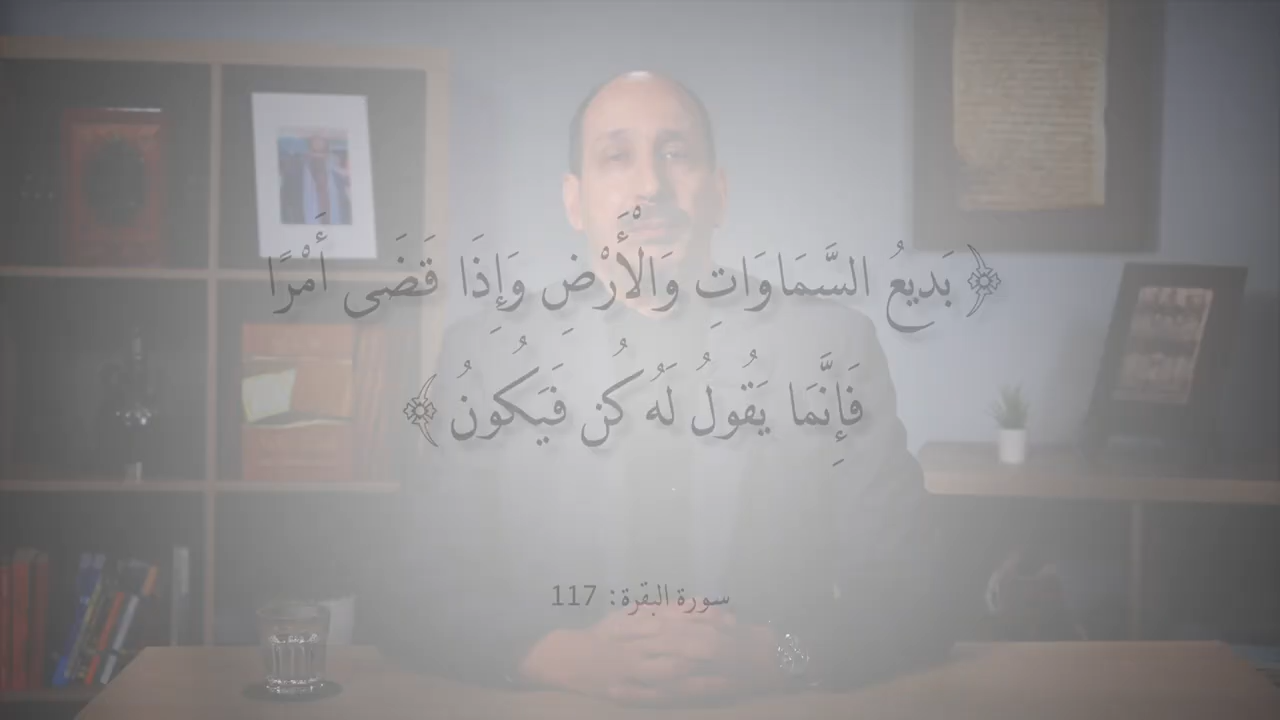 ﴿ بَدِيعُ السَّمَاوَاتِ وَالْأَرْضِ وَإِذَا قَضَى أَمْرًا
فَإِنَّمَا يَقُولُ لَهُ كُن فَيَكُونُ ﴾
سورة البقرة: 117